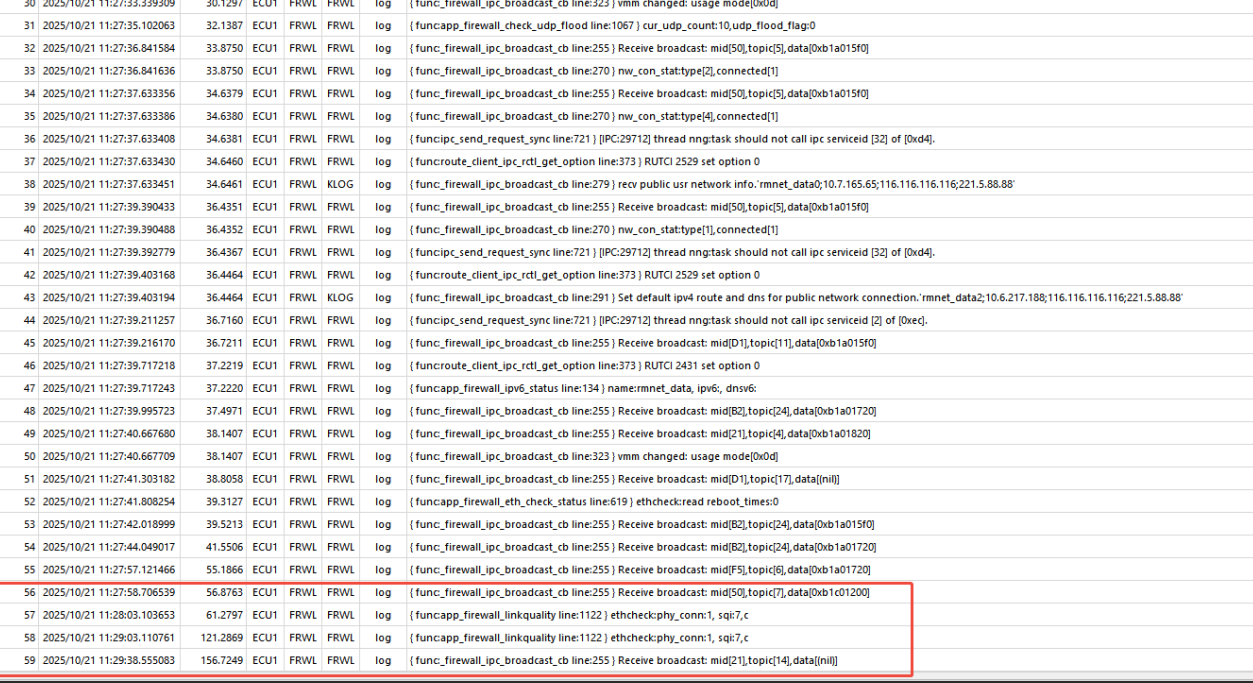 30 2025/10/21 11:27:33.339309 30.1297 ECU1 FRWL FRWL log { func:_firewall_ipc_broadcast_cb line:323 } vmm changed: usage mode[0x0d]
31 2025/10/21 11:27:35.102063 32.1387 ECU1 FRWL FRWL log { func:app_firewall_check_udp_flood line:1067 } cur_udp_count:10,udp_flood_flag:0
32 2025/10/21 11:27:36.841584 33.8750 ECU1 FRWL FRWL log { func:_firewall_ipc_broadcast_cb line:255 } Receive broadcast: mid[50],topic[5],data[0xb1a015f0]
33 2025/10/21 11:27:36.841636 33.8750 ECU1 FRWL FRWL log { func:_firewall_ipc_broadcast_cb line:270 } nw_con_stat:type[2],connected[1]
34 2025/10/21 11:27:37.633356 34.6379 ECU1 FRWL FRWL log { func:_firewall_ipc_broadcast_cb line:255 } Receive broadcast: mid[50],topic[5],data[0xb1a015f0]
35 2025/10/21 11:27:37.633386 34.6380 ECU1 FRWL FRWL log { func:_firewall_ipc_broadcast_cb line:270 } nw_con_stat:type[4],connected[1]
36 2025/10/21 11:27:37.633408 34.6381 ECU1 FRWL FRWL log { func:ipc_send_request_sync line:721 } [IPC:29712] thread nng:task should not call ipc serviceid [32] of [0xd4].
37 2025/10/21 11:27:37.633430 34.6460 ECU1 FRWL FRWL log { func:route_client_ipc_rctl_get_option line:373 } RUTCI 2529 set option 0
38 2025/10/21 11:27:37.633451 34.6461 ECU1 FRWL KLOG log { func:_firewall_ipc_broadcast_cb line:279 } recv public usr network info.'rmnet_data0;10.7.165.65;116.116.116.116;221.5.88.88'
39 2025/10/21 11:27:39.390433 36.4351 ECU1 FRWL FRWL log { func:_firewall_ipc_broadcast_cb line:255 } Receive broadcast: mid[50],topic[5],data[0xb1a015f0]
40 2025/10/21 11:27:39.390488 36.4352 ECU1 FRWL FRWL log { func:_firewall_ipc_broadcast_cb line:270 } nw_con_stat:type[1],connected[1]
41 2025/10/21 11:27:39.392779 36.4367 ECU1 FRWL FRWL log { func:ipc_send_request_sync line:721 } [IPC:29712] thread nng:task should not call ipc serviceid [32] of [0xd4].
42 2025/10/21 11:27:39.403168 36.4464 ECU1 FRWL FRWL log { func:route_client_ipc_rctl_get_option line:373 } RUTCI 2529 set option 0
43 2025/10/21 11:27:39.403194 36.4464 ECU1 FRWL KLOG log { func:_firewall_ipc_broadcast_cb line:291 } Set default ipv4 route and dns for public network connection.'rmnet_data2;10.6.217.188;116.116.116.116;221.5.88.88'
44 2025/10/21 11:27:39.211257 36.7160 ECU1 FRWL FRWL log { func:ipc_send_request_sync line:721 } [IPC:29712] thread nng:task should not call ipc serviceid [2] of [0xec].
45 2025/10/21 11:27:39.216170 36.7211 ECU1 FRWL FRWL log { func:_firewall_ipc_broadcast_cb line:255 } Receive broadcast: mid[D1],topic[11],data[0xb1a015f0]
46 2025/10/21 11:27:39.717218 37.2219 ECU1 FRWL FRWL log { func:route_client_ipc_rctl_get_option line:373 } RUTCI 2431 set option 0
47 2025/10/21 11:27:39.717243 37.2220 ECU1 FRWL FRWL log { func:app_firewall_ipv6_status line:134 } name:rmnet_data, ipv6:, dnsv6:
48 2025/10/21 11:27:39.995723 37.4971 ECU1 FRWL FRWL log { func:_firewall_ipc_broadcast_cb line:255 } Receive broadcast: mid[B2],topic[24],data[0xb1a01720]
49 2025/10/21 11:27:40.667680 38.1407 ECU1 FRWL FRWL log { func:_firewall_ipc_broadcast_cb line:255 } Receive broadcast: mid[21],topic[4],data[0xb1a01820]
50 2025/10/21 11:27:40.667709 38.1407 ECU1 FRWL FRWL log { func:_firewall_ipc_broadcast_cb line:323 } vmm changed: usage mode[0x0d]
51 2025/10/21 11:27:41.303182 38.8058 ECU1 FRWL FRWL log { func:_firewall_ipc_broadcast_cb line:255 } Receive broadcast: mid[D1],topic[17],data[(nil)]
52 2025/10/21 11:27:41.808254 39.3127 ECU1 FRWL FRWL log { func:app_firewall_eth_check_status line:619 } ethcheck:read reboot_times:0
53 2025/10/21 11:27:42.018999 39.5213 ECU1 FRWL FRWL log { func:_firewall_ipc_broadcast_cb line:255 } Receive broadcast: mid[B2],topic[24],data[0xb1a015f0]
54 2025/10/21 11:27:44.049017 41.5506 ECU1 FRWL FRWL log { func:_firewall_ipc_broadcast_cb line:255 } Receive broadcast: mid[B2],topic[24],data[0xb1a01720]
55 2025/10/21 11:27:57.121466 55.1866 ECU1 FRWL FRWL log { func:_firewall_ipc_broadcast_cb line:255 } Receive broadcast: mid[F5],topic[6],data[0xb1a01720]
56 2025/10/21 11:27:58.706539 56.8763 ECU1 FRWL FRWL log { func:_firewall_ipc_broadcast_cb line:255 } Receive broadcast: mid[50],topic[7],data[0xb1c01200]
57 2025/10/21 11:28:03.103653 61.2797 ECU1 FRWL FRWL log { func:app_firewall_linkquality line:1122 } ethcheck:phy_conn:1, sqi:7,c
58 2025/10/21 11:29:03.110761 121.2869 ECU1 FRWL FRWL log { func:app_firewall_linkquality line:1122 } ethcheck:phy_conn:1, sqi:7,c
59 2025/10/21 11:29:38.555083 156.7249 ECU1 FRWL FRWL log { func:_firewall_ipc_broadcast_cb line:255 } Receive broadcast: mid[21],topic[14],data[(nil)]